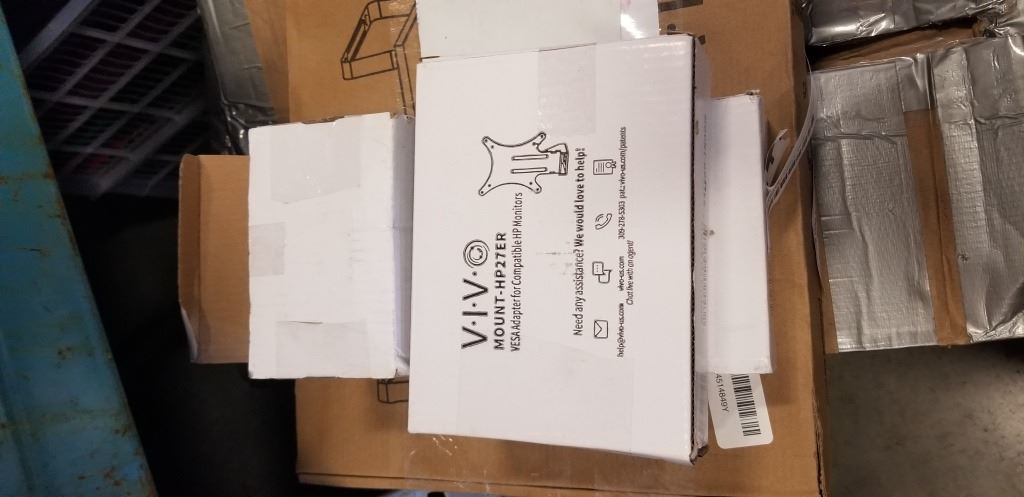 V·I·V·O
MOUNT-HP27ER
VESA Adapter for Compatible HP Monitors
Need any assistance? We would love to help!
help@vivo-us.com
vivo-us.com
Chat live with an agent!
309-278-5303
pat.: vivo-us.com/patents
4514849Y